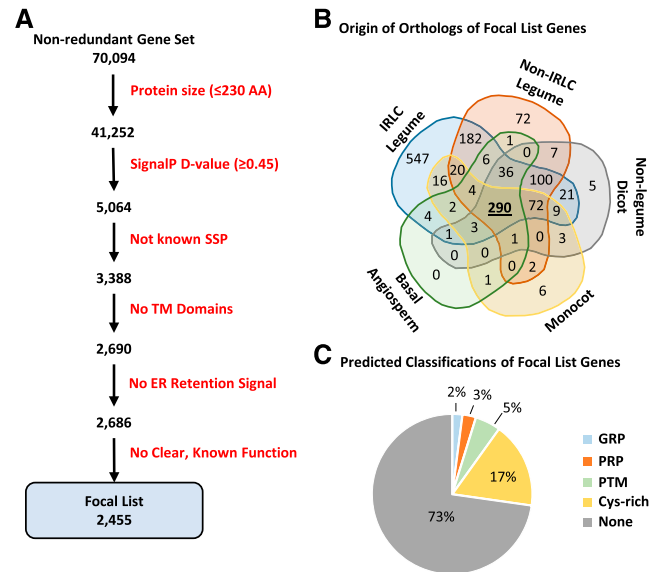 A
Non-redundant Gene Set
70,094
Protein size (≤230 AA)
41,252
SignalP D-value (≥0.45)
5,064
Not known SSP
3,388
No TM Domains
2,690
No ER Retention Signal
2,686
No Clear, Known Function
Focal List
2,455
B
Origin of Orthologs of Focal List Genes
IRLC
Legume
Non-IRLC
Legume
Non-legume
Dicot
Monocot
Basal
Angiosperm
72
182
1
0
7
547
6
20
36
16
4
100
5
21
2
290
72
9
4
1
3
1
0
3
0
0
0
0
2
1
6
C
Predicted Classifications of Focal List Genes
2%
3%
5%
17%
73%
GRP
PRP
PTM
Cys-rich
None